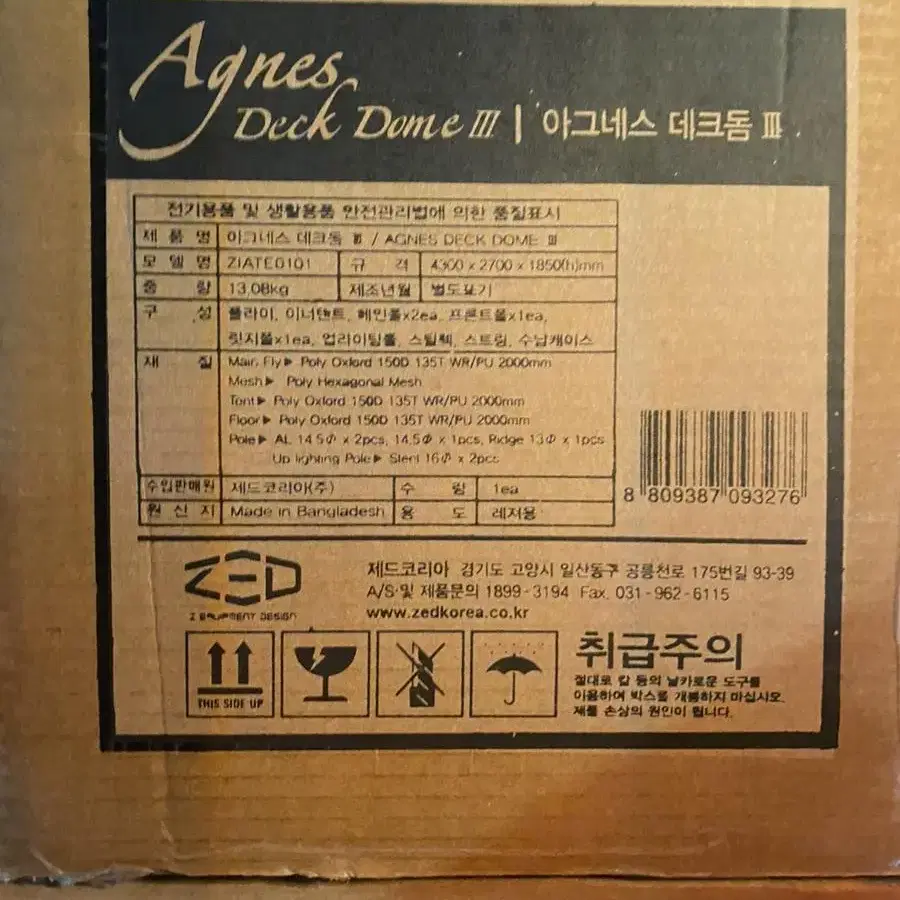 Agnes
Deck Dome III | 아그네스 데크돔 Ⅲ
전기용품 및 생활용품 안전관리법에 의한 품질표시
제 품 명 아그네스 데크돔 Ⅲ / AGNES DECK DOME Ⅲ
모 델 명 ZIATE0101 규 격 4300 x 2700 x 1850(h)mm
중 량 13.08kg 제조년월 별도표기
구 성 플라이, 이너텐트, 메인폴x2ea, 프론트폴x1ea,
릿지폴x1ea, 업라이팅폴, 스틸팩, 스트링, 수납케이스
재 질 Main Fly▶ Poly Oxford 150D 135T WR/PU 2000mm
Mesh▶ Poly Hexagonal Mesh
Tent▶ Poly Oxford 150D 135T WR/PU 2000mm
Floor▶ Poly Oxford 150D 135T WR/PU 2000mm
Pole▶ AL 14.5Φ x 2pcs, 14.5Φ x 1pcs, Ridge 13Φ x 1pcs
Up lighting Pole▶ Steel 16Φ x 2pcs
수입판매원 제드코리아(주) 수 량 1ea
원 산 지 Made in Bangladesh 용 도 레저용
8 809387 093276
ZED
Z EQUIPMENT DESIGN
제드코리아 경기도 고양시 일산동구 공릉천로 175번길 93-39
A/S 및 제품문의 1899-3194 Fax. 031-962-6115
www.zedkorea.co.kr
THIS SIDE UP
취급주의
절대로 칼 등의 날카로운 도구를
이용하여 박스를 개봉하지 마십시오.
제품 손상의 원인이 됩니다.